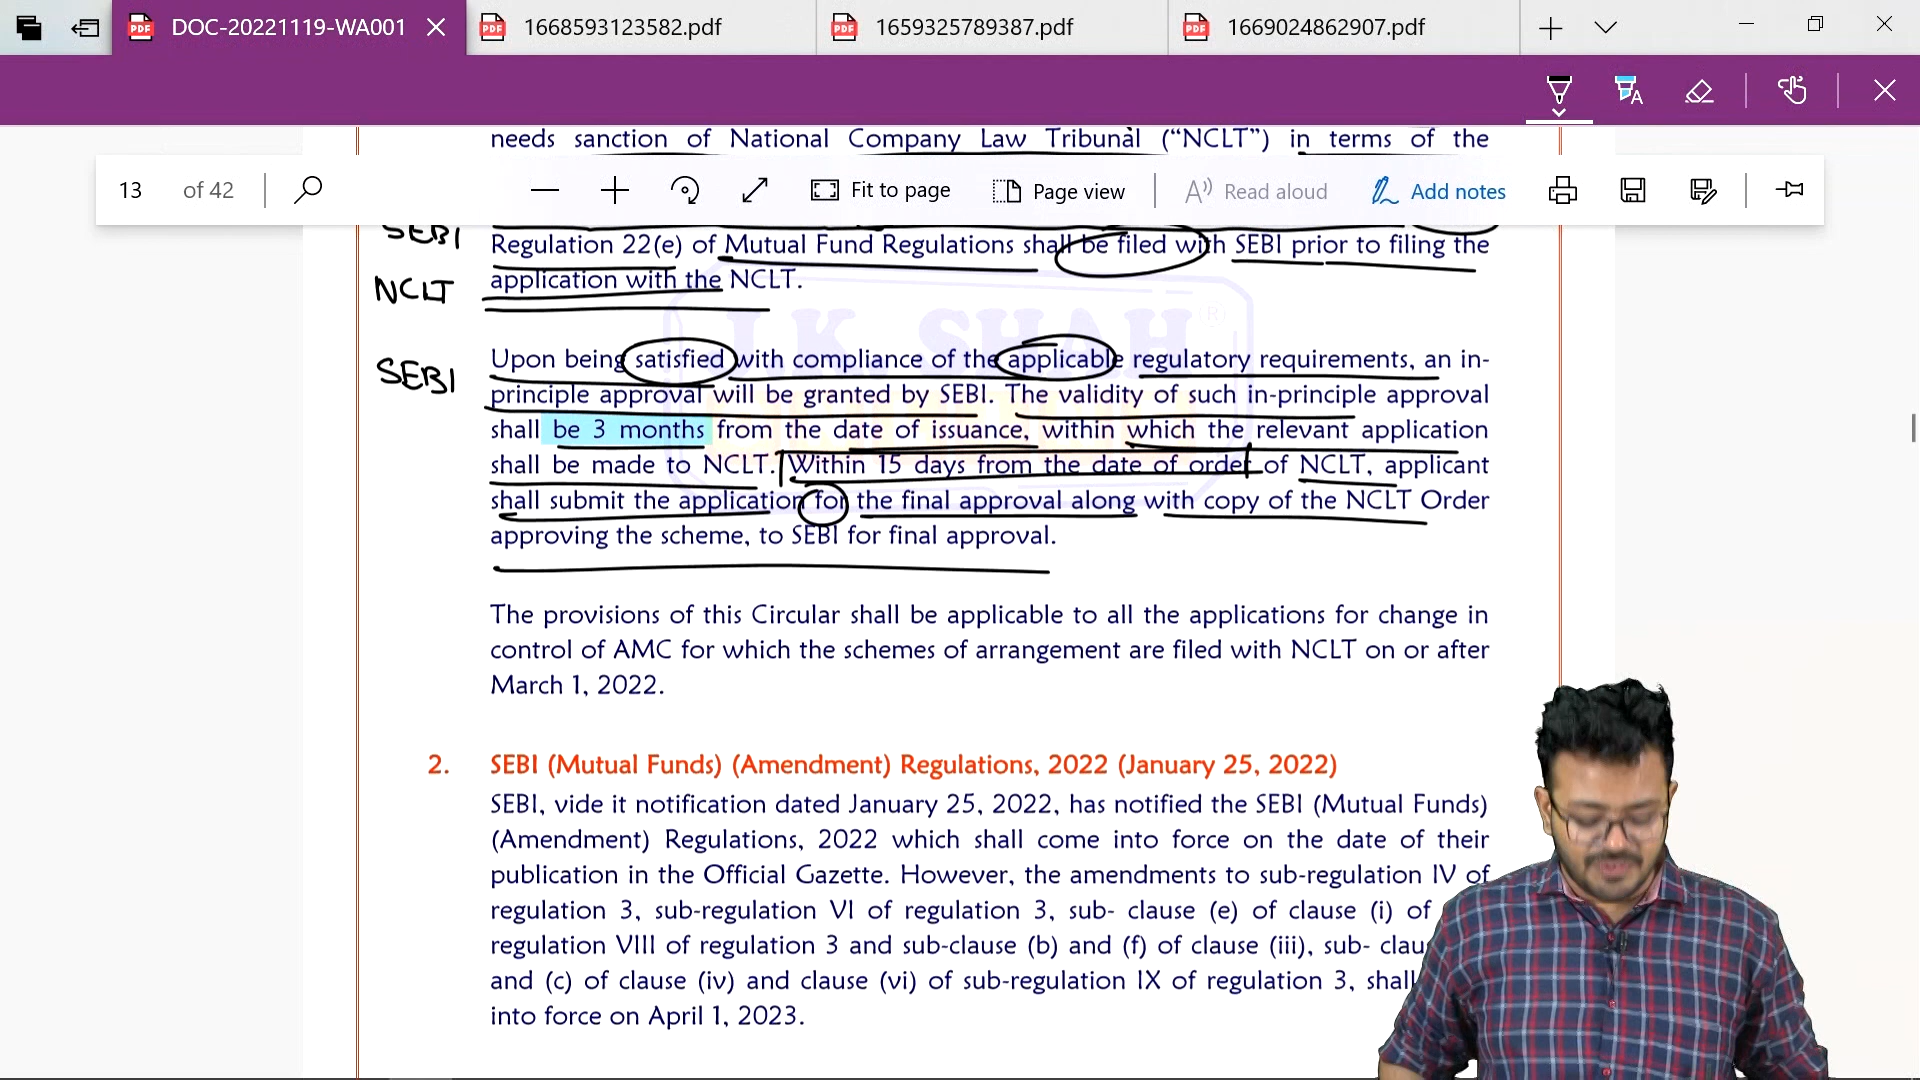 DOC-20221119-WA001
1668593123582.pdf
1659325789387.pdf
1669024862907.pdf
needs sanction of National Company Law Tribunal (“NCLT”) in terms of the
13 of 42
Fit to page
Page view
Read aloud
Add notes
SEBI
Regulation 22(e) of Mutual Fund Regulations shall be filed with SEBI prior to filing the
NCLT
application with the NCLT.
J.K. SHAH
SEBI
Upon being satisfied with compliance of the applicable regulatory requirements, an in-
principle approval will be granted by SEBI. The validity of such in-principle approval
shall be 3 months from the date of issuance, within which the relevant application
shall be made to NCLT. Within 15 days from the date of order of NCLT, applicant
shall submit the application for the final approval along with copy of the NCLT Order
approving the scheme, to SEBI for final approval.
The provisions of this Circular shall be applicable to all the applications for change in
control of AMC for which the schemes of arrangement are filed with NCLT on or after
March 1, 2022.
2. SEBI (Mutual Funds) (Amendment) Regulations, 2022 (January 25, 2022)
SEBI, vide it notification dated January 25, 2022, has notified the SEBI (Mutual Funds)
(Amendment) Regulations, 2022 which shall come into force on the date of their
publication in the Official Gazette. However, the amendments to sub-regulation IV of
regulation 3, sub-regulation VI of regulation 3, sub- clause (e) of clause (i) of
regulation VIII of regulation 3 and sub-clause (b) and (f) of clause (iii), sub- clau
and (c) of clause (iv) and clause (vi) of sub-regulation IX of regulation 3, shall
into force on April 1, 2023.